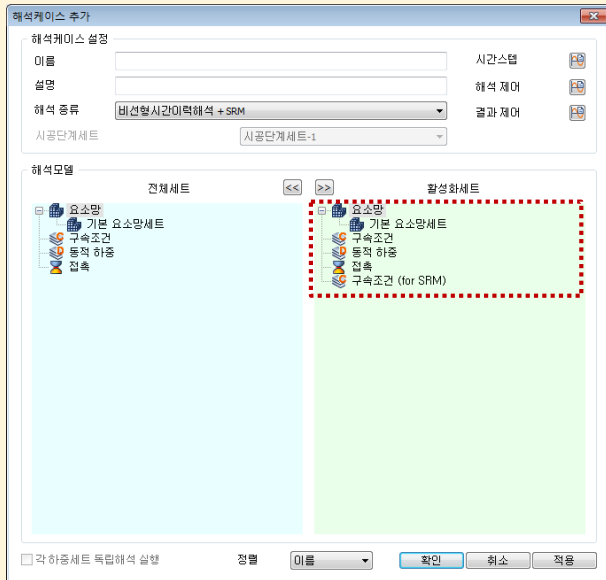 해석케이스 추가
해석케이스 설정
이름
시간스텝
설명
해석 제어
해석 종류
비선형시간이력해석 + SRM
결과 제어
시공단계세트
시공단계세트-1
해석모델
전체세트
<<
>>
활성화세트
요소망
기본 요소망세트
구속조건
동적 하중
접촉
요소망
기본 요소망세트
구속조건
동적 하중
접촉
구속조건 (for SRM)
각 하중세트 독립해석 실행
정렬
이름
확인
취소
적용